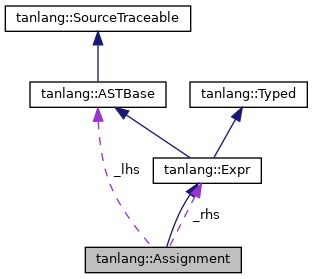 tanlang::SourceTraceable
tanlang::ASTBase
tanlang::Typed
_lhs
tanlang::Expr
_rhs
tanlang::Assignment